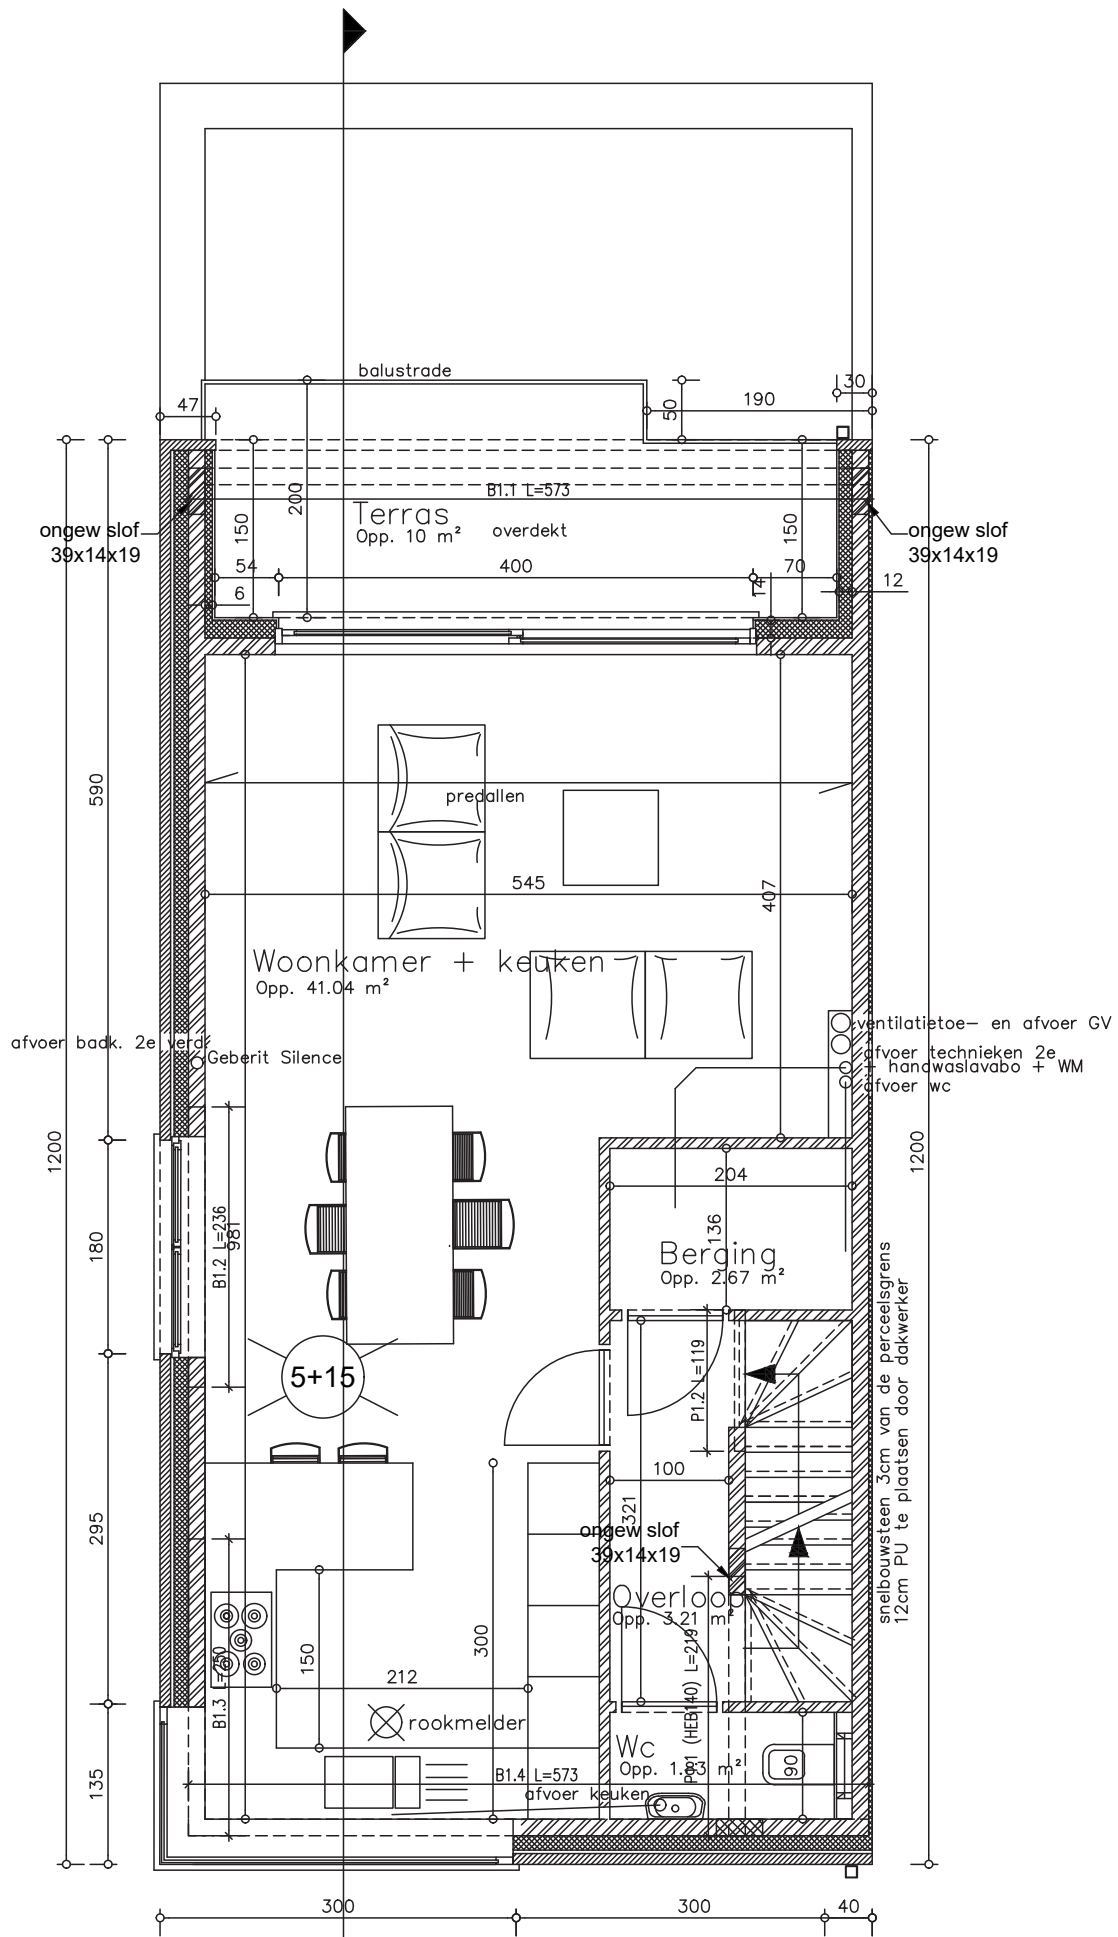 balustrade
30
47
50
190
B1.1 L=573
200
Terras
Opp. 10 m²
overdekt
150
150
ongew slof
39x14x19
ongew slof
39x14x19
54
400
70
14
6
12
590
predallen
545
407
Woonkamer + keuken
Opp. 41.04 m²
ventilatietoe- en afvoer GV
afvoer badk. 2e verd.
Geberit Silence
afvoer technieken 2e
+ handwaslavabo + WM
afvoer wc
1200
1200
204
136
180
B1.2 L=236
981
Berging
Opp. 2.67 m²
snelbouwsteen 3cm van de perceelsgrens
12cm PU te plaatsen door dakwerker
5+15
P1.2 L=119
100
321
295
ongew slof
39x14x19
Overloop
Opp. 3.21 m²
300
150
B1.3 L=250
212
rookmelder
P1.1 (HEB140) L=219
Wc
Opp. 1.83 m²
90
135
B1.4 L=573
afvoer keuken
300
300
40